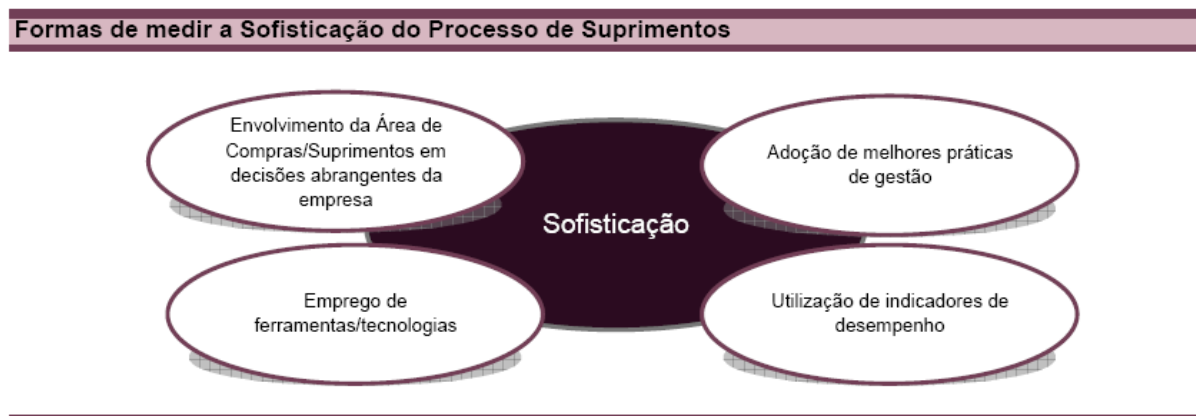 Formas de medir a Sofisticação do Processo de Suprimentos
Envolvimento da Área de
Compras/Suprimentos em
decisões abrangentes da
empresa
Adoção de melhores práticas
de gestão
Sofisticação
Emprego de
ferramentas/tecnologias
Utilização de indicadores de
desempenho